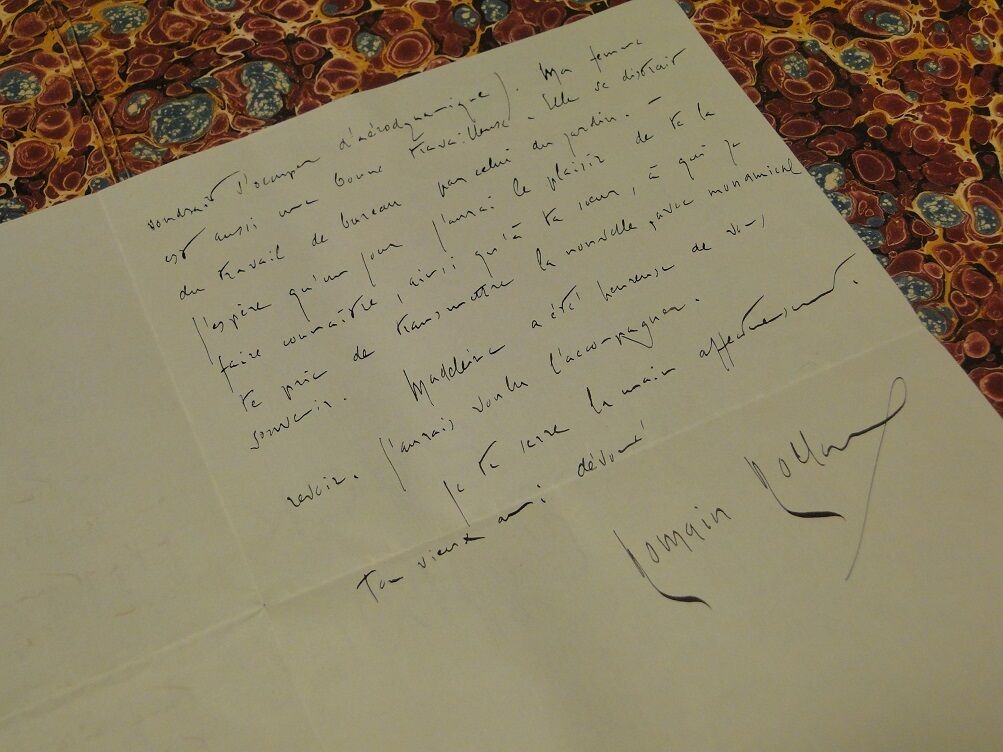 voudrait s'occuper d'aérodynamique). Ma femme
est aussi une bonne travailleuse. Elle se distrait
du travail de bureau par celui du jardin. —
J'espère qu'un jour j'aurai le plaisir de te la
faire connaître, ainsi qu'à ta sœur, à qui je
te prie de transmettre la nouvelle, avec mon amical
souvenir. Madeleine a été heureuse de vous
revoir. J'aurais voulu l'accompagner.
Je te serre la main affectueusement.
Ton vieux ami dévoué
Romain Rolland